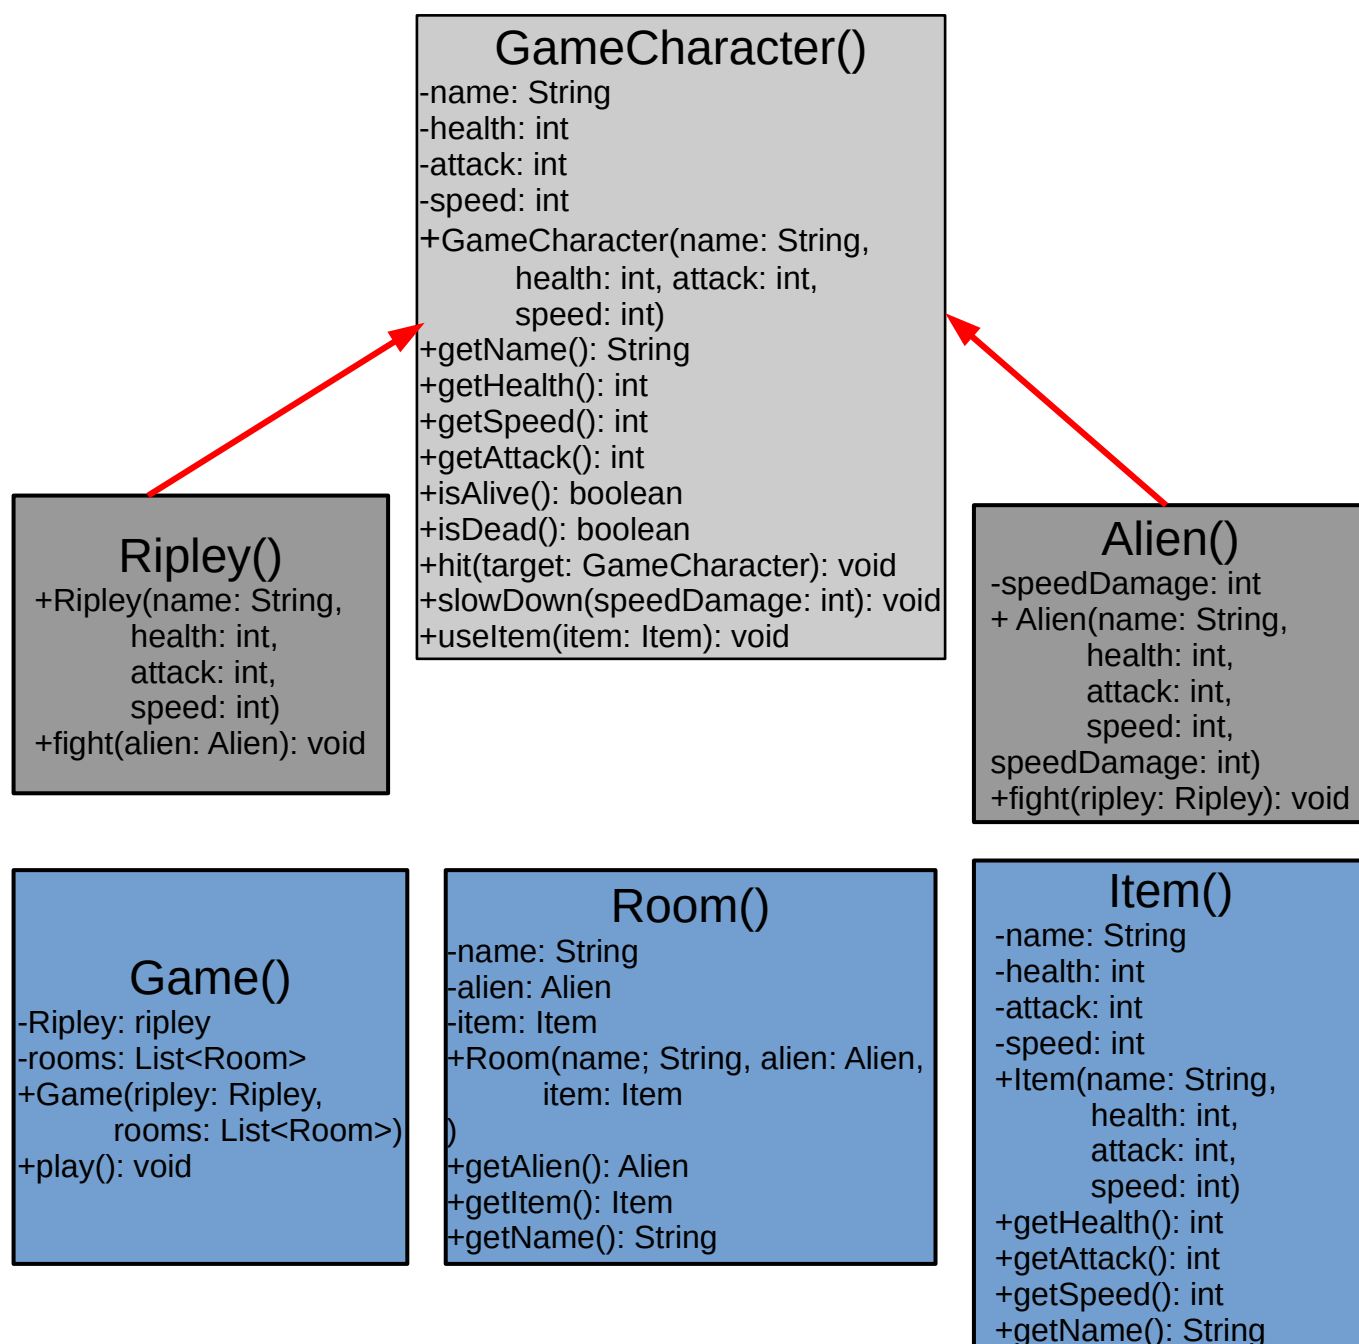 GameCharacter()
-name: String
-health: int
-attack: int
-speed: int
+GameCharacter(name: String,
health: int, attack: int,
speed: int)
+getName(): String
+getHealth(): int
+getSpeed(): int
+getAttack(): int
+isAlive(): boolean
+isDead(): boolean
+hit(target: GameCharacter): void
+slowDown(speedDamage: int): void
+useItem(item: Item): void
Ripley()
+Ripley(name: String,
health: int,
attack: int,
speed: int)
+fight(alien: Alien): void
Alien()
-speedDamage: int
+ Alien(name: String,
health: int,
attack: int,
speed: int,
speedDamage: int)
+fight(ripley: Ripley): void
Game()
-Ripley: ripley
-rooms: List<Room>
+Game(ripley: Ripley,
rooms: List<Room>)
+play(): void
Room()
-name: String
-alien: Alien
-item: Item
+Room(name; String, alien: Alien,
item: Item
)
+getAlien(): Alien
+getItem(): Item
+getName(): String
Item()
-name: String
-health: int
-attack: int
-speed: int
+Item(name: String,
health: int,
attack: int,
speed: int)
+getHealth(): int
+getAttack(): int
+getSpeed(): int
+getName(): String